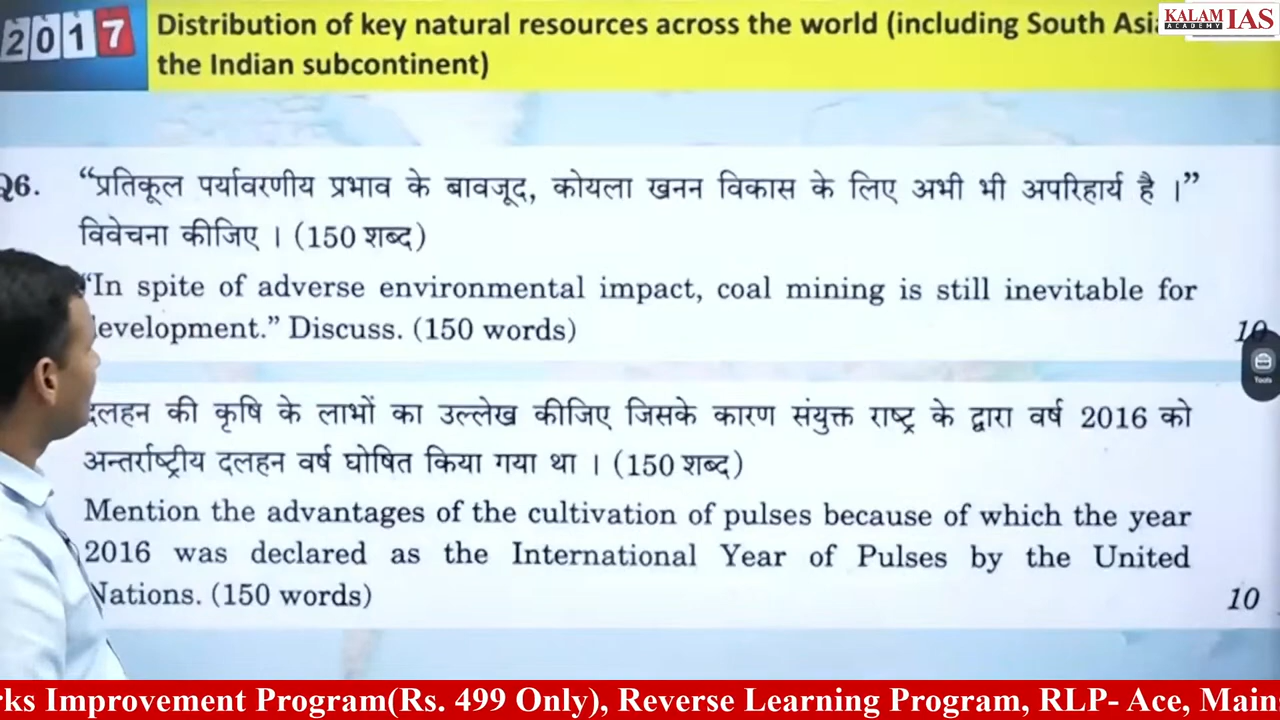 2017
Distribution of key natural resources across the world (including South Asia
KALAM IAS
ACADEMY
the Indian subcontinent)
Q6. “प्रतिकूल पर्यावरणीय प्रभाव के बावजूद, कोयला खनन विकास के लिए अभी भी अपरिहार्य है ।”
विवेचना कीजिए । (150 शब्द)
“In spite of adverse environmental impact, coal mining is still inevitable for
development.” Discuss. (150 words)
10
Tools
दलहन की कृषि के लाभों का उल्लेख कीजिए जिसके कारण संयुक्त राष्ट्र के द्वारा वर्ष 2016 को
अन्तर्राष्ट्रीय दलहन वर्ष घोषित किया गया था । (150 शब्द)
Mention the advantages of the cultivation of pulses because of which the year
2016 was declared as the International Year of Pulses by the United
Nations. (150 words)
10
rks Improvement Program(Rs. 499 Only), Reverse Learning Program, RLP- Ace, Main